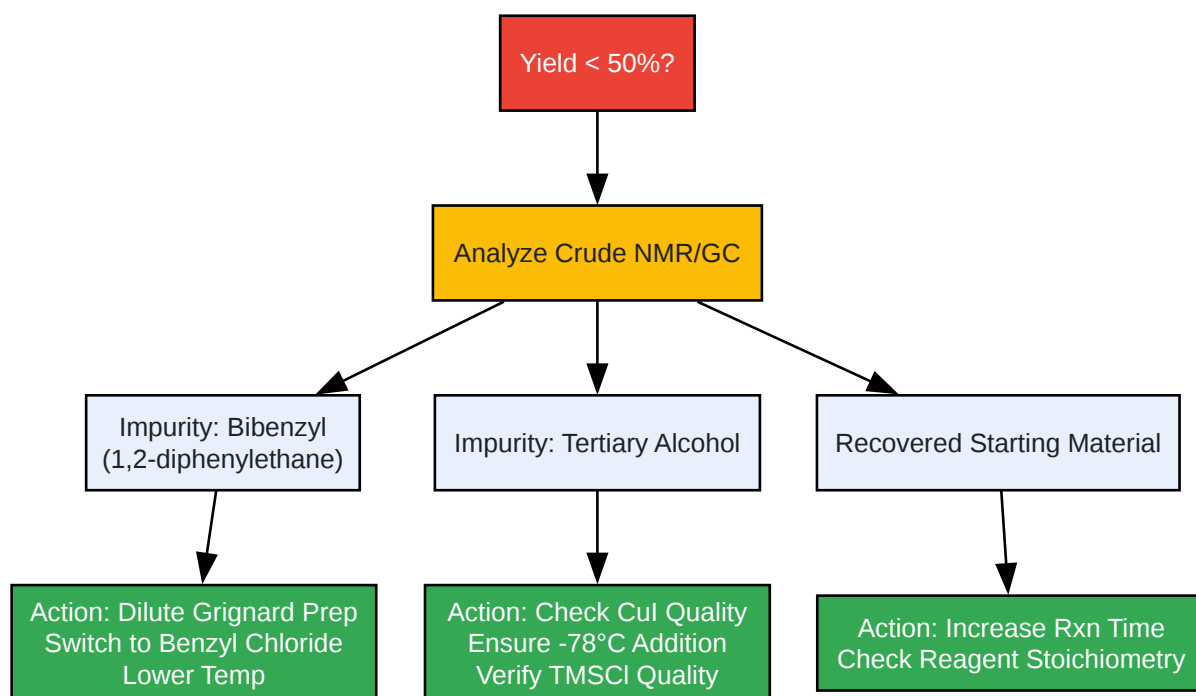 Yield < 50%?
Analyze Crude NMR/GC
Impurity: Bibenzyl
(1,2-diphenylethane)
Impurity: Tertiary Alcohol
Recovered Starting Material
Action: Dilute Grignard Prep
Switch to Benzyl Chloride
Lower Temp
Action: Check CuI Quality
Ensure -78°C Addition
Verify TMSCl Quality
Action: Increase Rxn Time
Check Reagent Stoichiometry